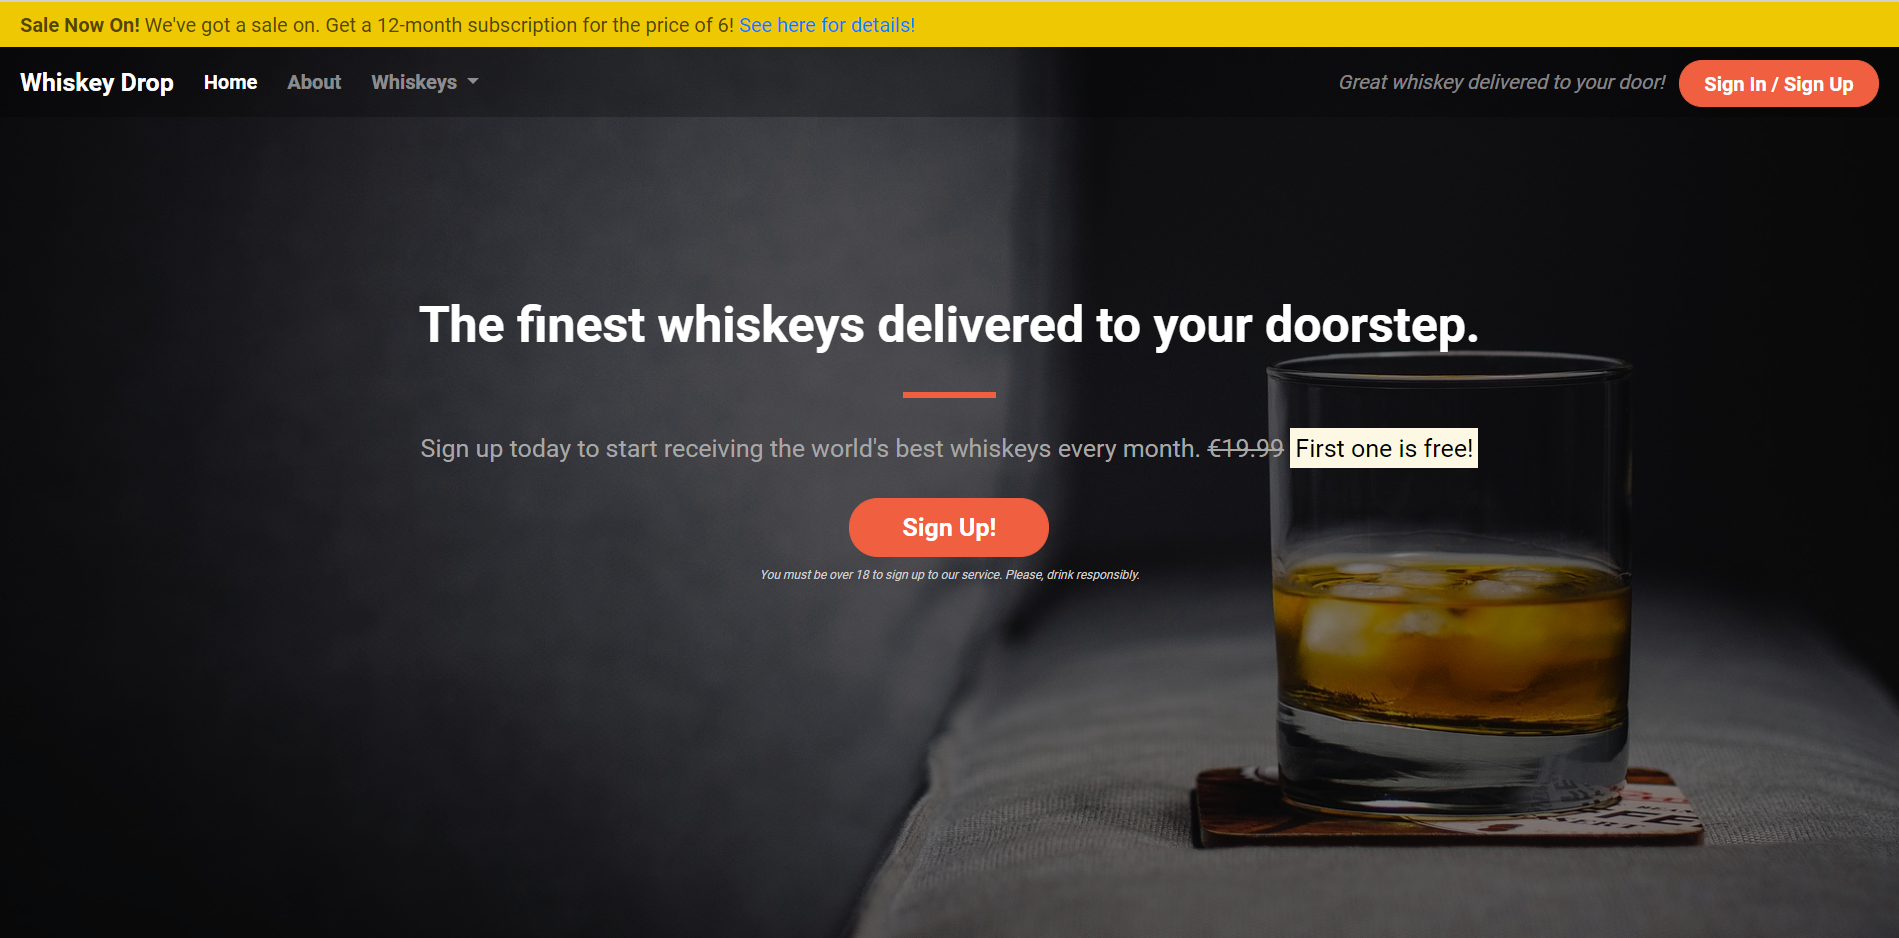 Sale Now On! We've got a sale on. Get a 12-month subscription for the price of 6! See here for details!
Whiskey Drop Home About Whiskeys Great whiskey delivered to your door! Sign In / Sign Up
The finest whiskeys delivered to your doorstep.
Sign up today to start receiving the world's best whiskeys every month. €19.99 First one is free!
Sign Up!
You must be over 18 to sign up to our service. Please, drink responsibly.